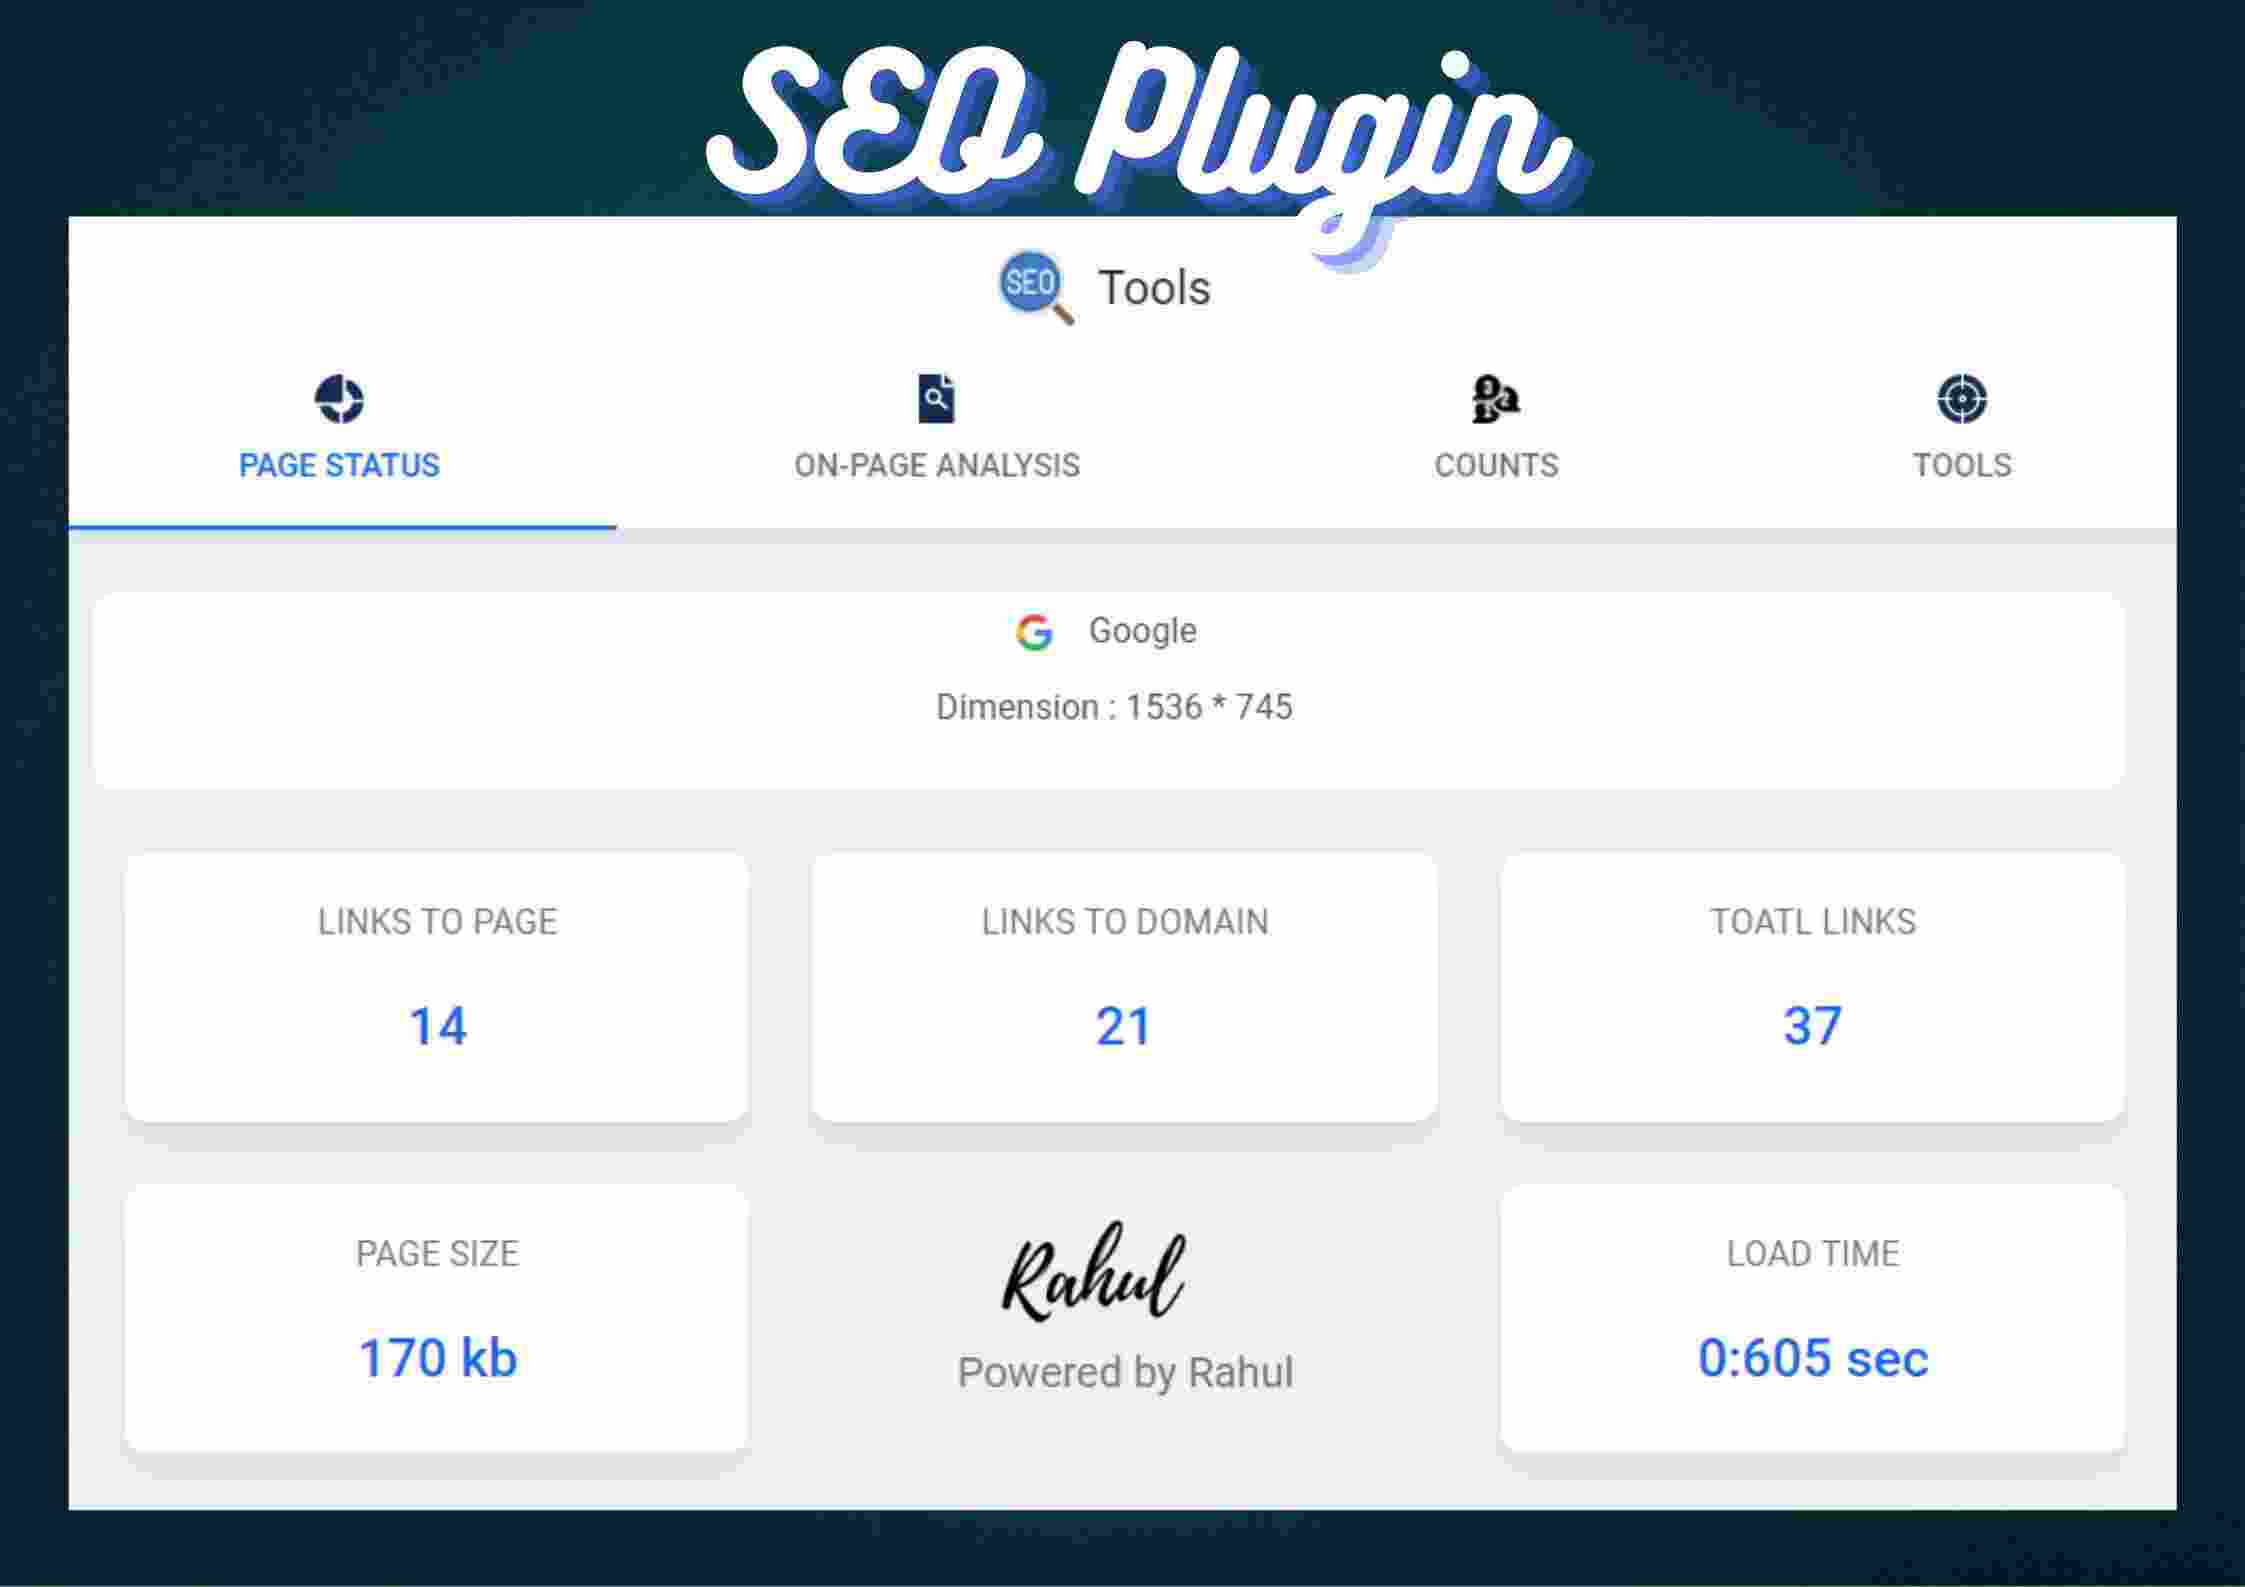 SEO Plugin
SEO Tools
PAGE STATUS ON-PAGE ANALYSIS COUNTS TOOLS
Google
Dimension : 1536 * 745
LINKS TO PAGE LINKS TO DOMAIN TOATL LINKS
14 21 37
PAGE SIZE Rahul LOAD TIME
170 kb Powered by Rahul 0:605 sec